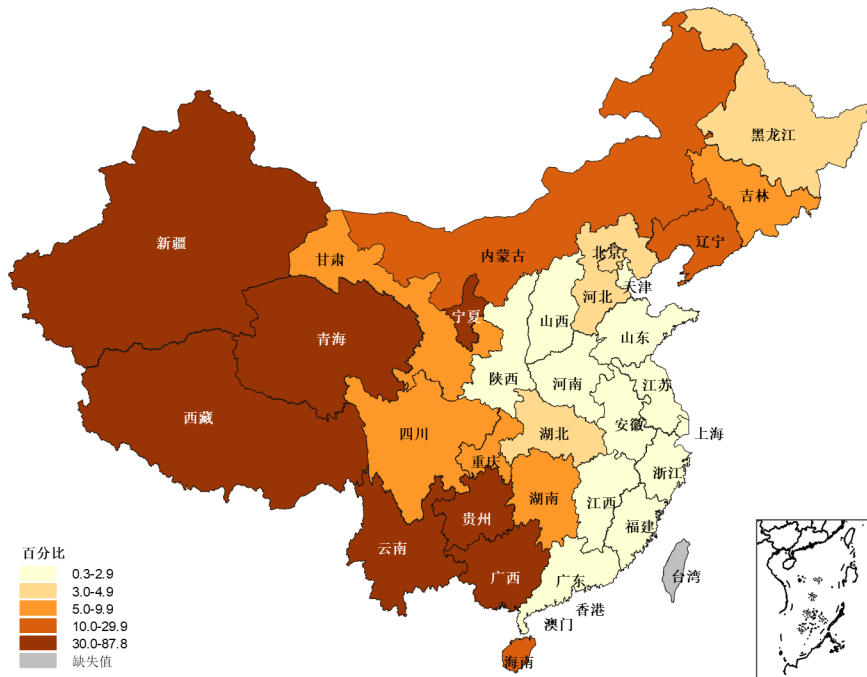 黑龙江
吉林
辽宁
新疆
甘肃
内蒙古
北京
天津
河北
宁夏
山西
青海
山东
陕西
河南
江苏
西藏
安徽
四川
湖北
上海
重庆
浙江
湖南
江西
贵州
福建
云南
广西
广东
台湾
香港
澳门
海南
百分比
0.3-2.9
3.0-4.9
5.0-9.9
10.0-29.9
30.0-87.8
缺失值